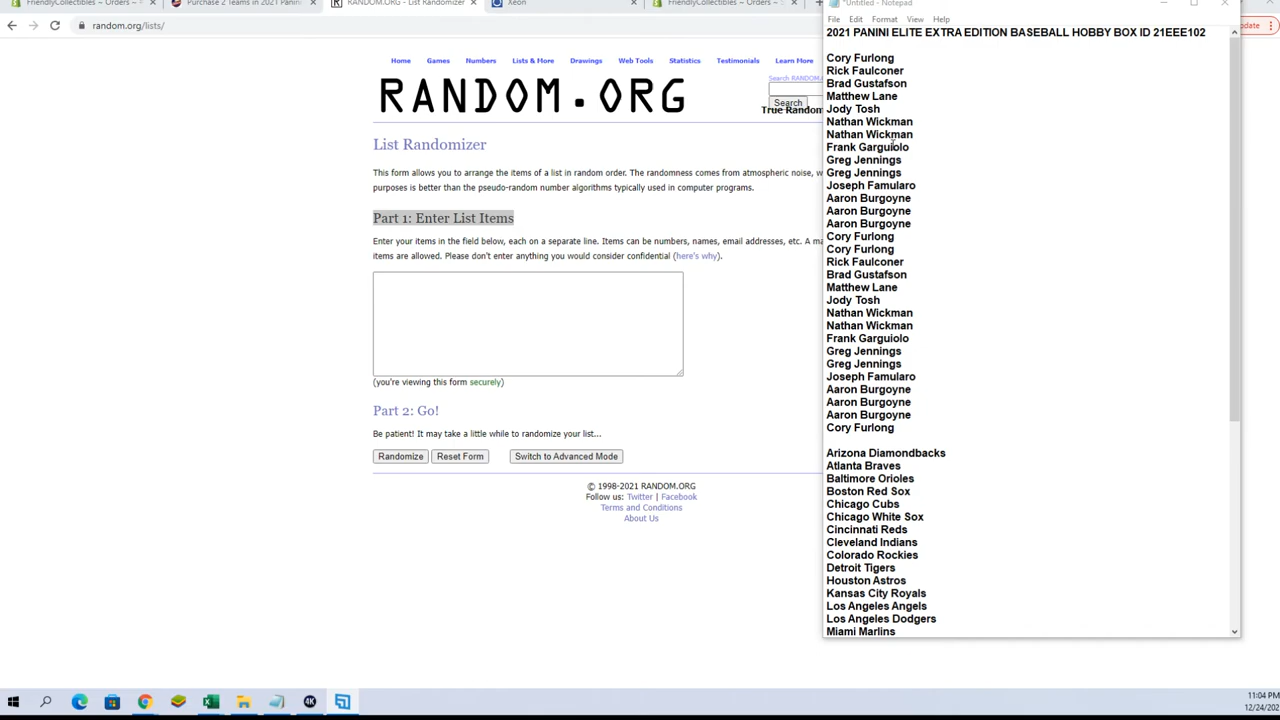 FriendlyCollectibles ~ Orders ~ S
Purchase 2 Teams in 2021 Panini
RANDOM.ORG - List Randomizer
Xeon
FriendlyCollectibles ~ Orders ~ S
random.org/lists/
Home Games Numbers Lists & More Drawings Web Tools Statistics Testimonials Learn More
Search RANDOM
RANDOM.ORG
Search
True Random
List Randomizer
This form allows you to arrange the items of a list in random order. The randomness comes from atmospheric noise, w
purposes is better than the pseudo-random number algorithms typically used in computer programs.
Part 1: Enter List Items
Enter your items in the field below, each on a separate line. Items can be numbers, names, email addresses, etc. A ma
items are allowed. Please don't enter anything you would consider confidential (here's why).
(you're viewing this form securely)
Part 2: Go!
Be patient! It may take a little while to randomize your list...
Randomize Reset Form Switch to Advanced Mode
© 1998-2021 RANDOM.ORG
Follow us: Twitter | Facebook
Terms and Conditions
About Us
*Untitled - Notepad
File Edit Format View Help
2021 PANINI ELITE EXTRA EDITION BASEBALL HOBBY BOX ID 21EEE102
Cory Furlong
Rick Faulconer
Brad Gustafson
Matthew Lane
Jody Tosh
Nathan Wickman
Nathan Wickman
Frank Garguiolo
Greg Jennings
Greg Jennings
Joseph Famularo
Aaron Burgoyne
Aaron Burgoyne
Aaron Burgoyne
Cory Furlong
Cory Furlong
Rick Faulconer
Brad Gustafson
Matthew Lane
Jody Tosh
Nathan Wickman
Nathan Wickman
Frank Garguiolo
Greg Jennings
Greg Jennings
Joseph Famularo
Aaron Burgoyne
Aaron Burgoyne
Aaron Burgoyne
Cory Furlong
Arizona Diamondbacks
Atlanta Braves
Baltimore Orioles
Boston Red Sox
Chicago Cubs
Chicago White Sox
Cincinnati Reds
Cleveland Indians
Colorado Rockies
Detroit Tigers
Houston Astros
Kansas City Royals
Los Angeles Angels
Los Angeles Dodgers
Miami Marlins
date
4K
11:04 PM
12/24/202